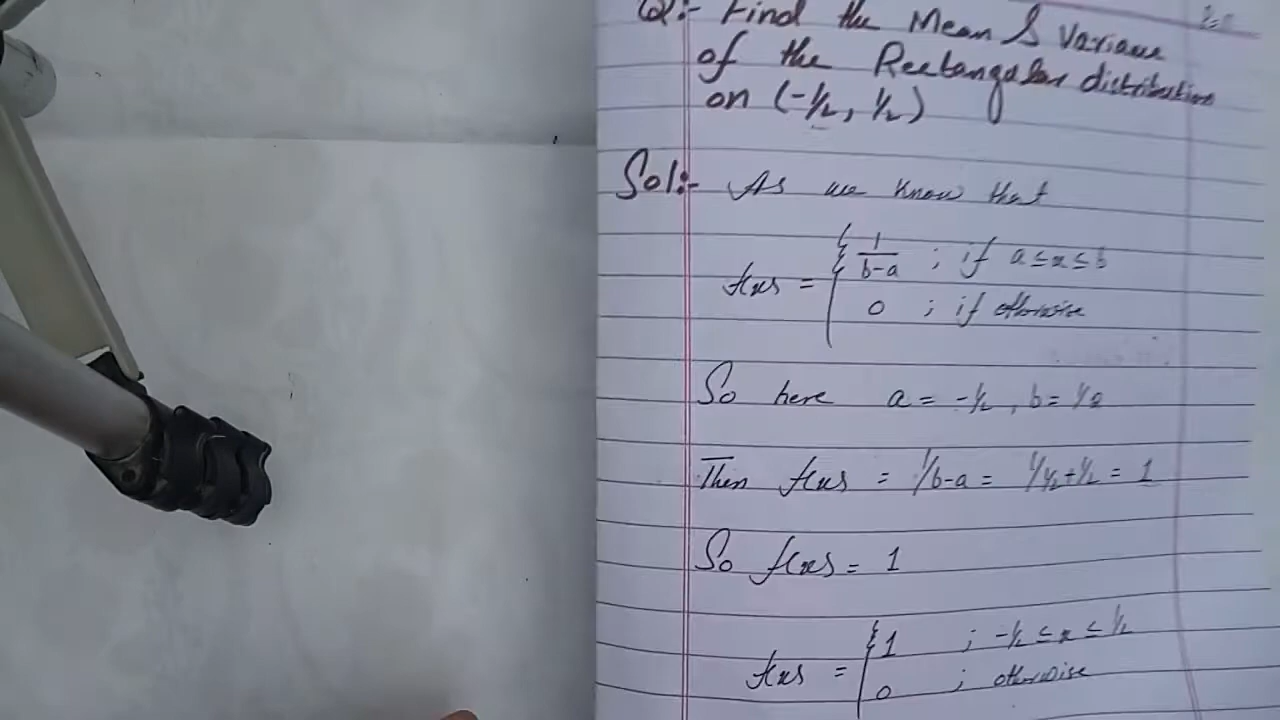 Q:- Find the Mean & Variance
of the Rectangular distribution
on (-1/2, 1/2)
Sol:- As we know that
f(x) = { 1/b-a ; if a ≤ x ≤ b
0 ; if otherwise
So here a = -1/2, b = 1/2
Then f(x) = 1/b-a = 1/1/2+1/2 = 1
So f(x) = 1
f(x) = { 1 ; -1/2 ≤ x ≤ 1/2
0 ; otherwise